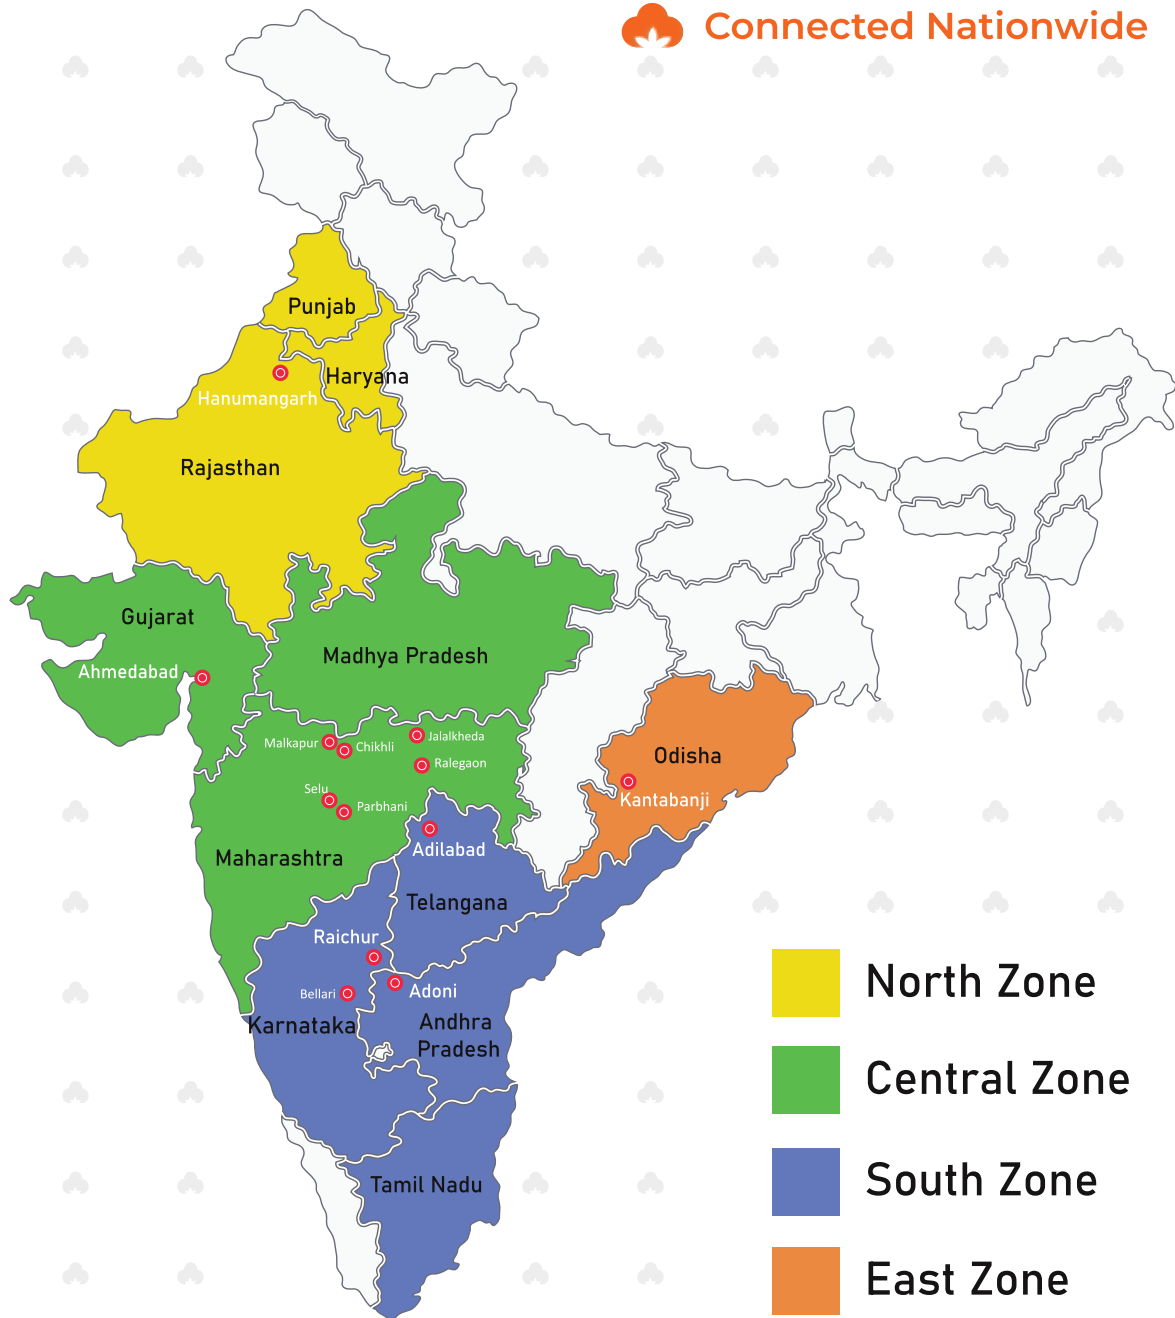 Connected Nationwide
Punjab
Haryana
Hanumangarh
Rajasthan
Gujarat
Ahmedabad
Madhya Pradesh
Malkapur
Chikhli
Jalalkheda
Ralegaon
Selu
Parbhani
Maharashtra
Odisha
Kantabanji
Adilabad
Telangana
Raichur
Bellari
Adoni
Karnataka
Andhra
Pradesh
Tamil Nadu
North Zone
Central Zone
South Zone
East Zone